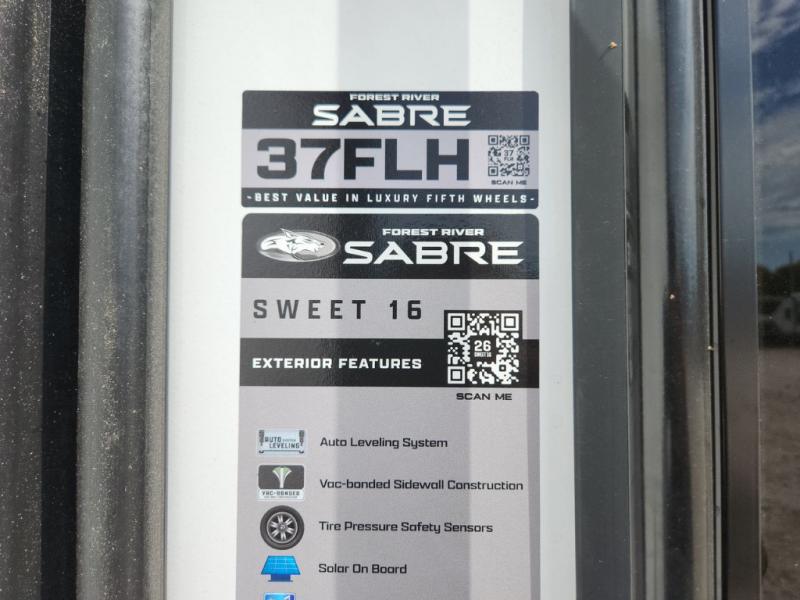 FOREST RIVER
SABRE
37FLH
37
FLH
SCAN ME
-BEST VALUE IN LUXURY FIFTH WHEELS-
FOREST RIVER
SABRE
SWEET 16
26
SWEET 16
EXTERIOR FEATURES
SCAN ME
AUTO
LEVELING
Auto Leveling System
VAC-BONDED
Vac-bonded Sidewall Construction
Tire Pressure Safety Sensors
Solar On Board